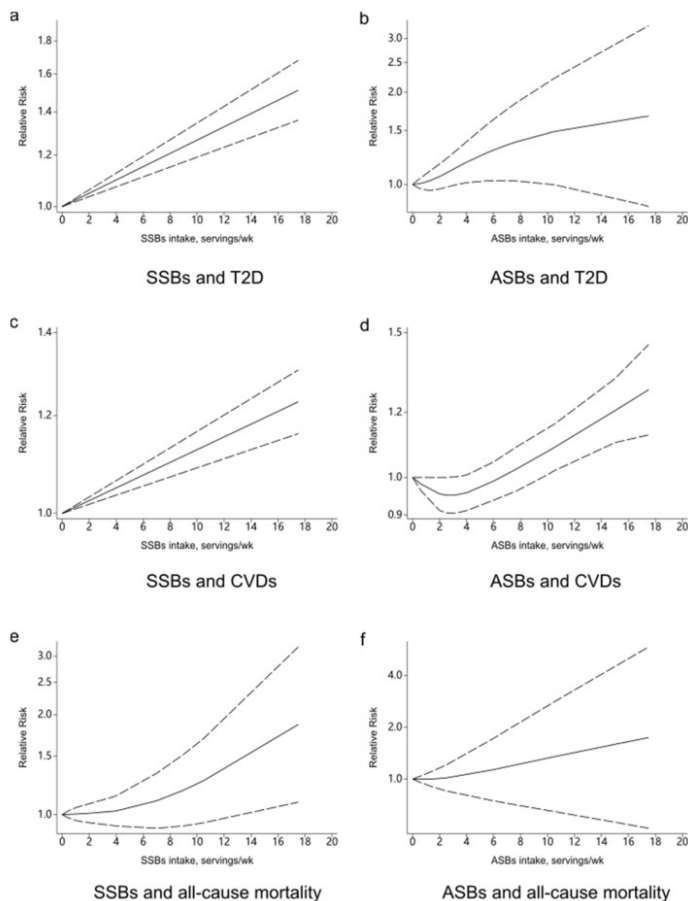 a
1.8
1.6
1.4
1.2
1.0
Relative Risk
0 2 4 6 8 10 12 14 16 18 20
SSBs intake, servings/wk
SSBs and T2D
b
3.0
2.5
2.0
1.5
1.0
Relative Risk
0 2 4 6 8 10 12 14 16 18 20
ASBs intake, servings/wk
ASBs and T2D
c
1.4
1.2
1.0
Relative Risk
0 2 4 6 8 10 12 14 16 18 20
SSBs intake, servings/wk
SSBs and CVDs
d
1.5
1.2
1.0
0.9
Relative Risk
0 2 4 6 8 10 12 14 16 18 20
ASBs intake, servings/wk
ASBs and CVDs
e
3.0
2.5
2.0
1.5
1.0
Relative Risk
0 2 4 6 8 10 12 14 16 18 20
SSBs intake, servings/wk
SSBs and all-cause mortality
f
4.0
2.0
1.0
Relative Risk
0 2 4 6 8 10 12 14 16 18 20
ASBs intake, servings/wk
ASBs and all-cause mortality